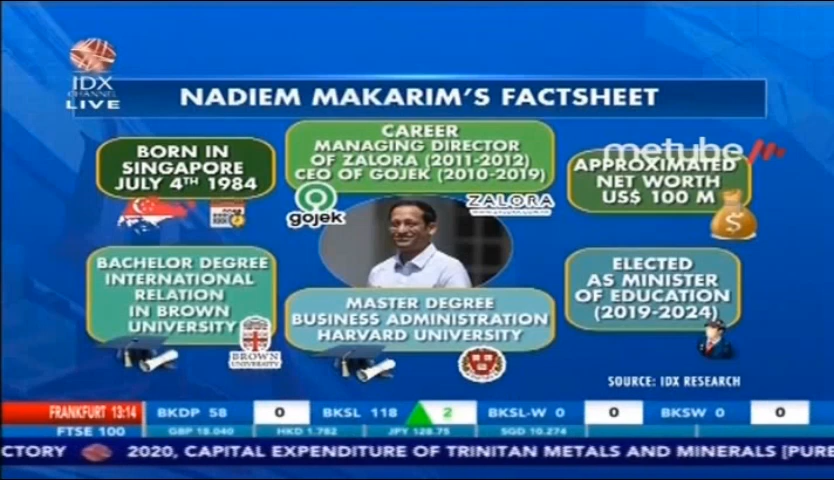 IDX
CHANNEL
LIVE
NADIEM MAKARIM'S FACTSHEET
BORN IN
SINGAPORE
JULY 4TH 1984
CAREER
MANAGING DIRECTOR
OF ZALORA (2011-2012)
CEO OF GOJEK (2010-2019)
gojek
ZALORA
metube
APPROXIMATED
NET WORTH
US$ 100 M
$
BACHELOR DEGREE
INTERNATIONAL
RELATION
IN BROWN
UNIVERSITY
BROWN
UNIVERSITY
MASTER DEGREE
BUSINESS ADMINISTRATION
HARVARD UNIVERSITY
ELECTED
AS MINISTER
OF EDUCATION
(2019-2024)
SOURCE: IDX RESEARCH
FRANKFURT 13:14 BKDP 58 0 BKSL 118 2 BKSL-W 0 0 BKSW 0 0
FTSE 100 GBP 18.040 HKD 1.782 JPY 128.75 SGD 10.274
CTORY 2020, CAPITAL EXPENDITURE OF TRINITAN METALS AND MINERALS [PURE